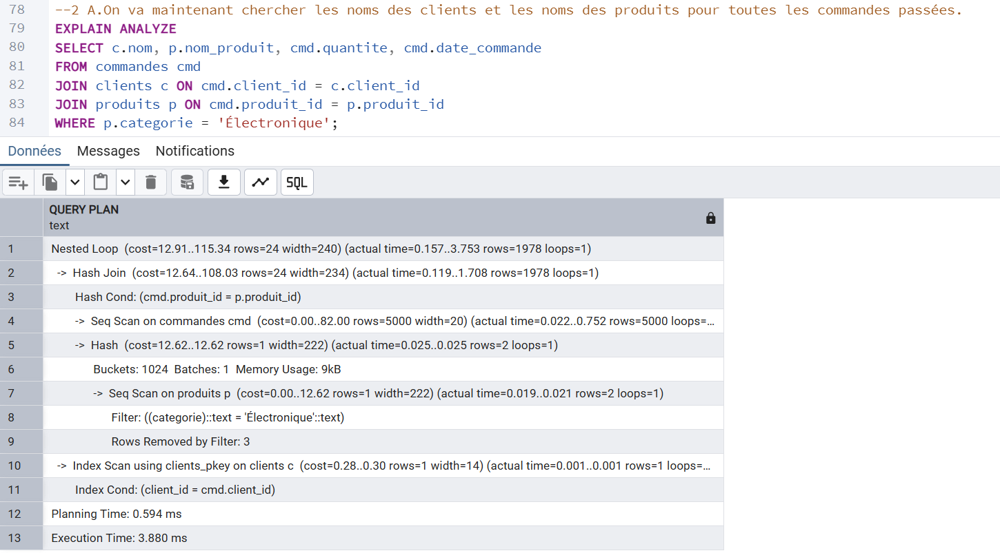 78 --2 A.On va maintenant chercher les noms des clients et les noms des produits pour toutes les commandes passées.
79 EXPLAIN ANALYZE
80 SELECT c.nom, p.nom_produit, cmd.quantite, cmd.date_commande
81 FROM commandes cmd
82 JOIN clients c ON cmd.client_id = c.client_id
83 JOIN produits p ON cmd.produit_id = p.produit_id
84 WHERE p.categorie = 'Électronique';
Données Messages Notifications
SQL
QUERY PLAN
text
1 Nested Loop (cost=12.91..115.34 rows=24 width=240) (actual time=0.157..3.753 rows=1978 loops=1)
2 -> Hash Join (cost=12.64..108.03 rows=24 width=234) (actual time=0.119..1.708 rows=1978 loops=1)
3 Hash Cond: (cmd.produit_id = p.produit_id)
4 -> Seq Scan on commandes cmd (cost=0.00..82.00 rows=5000 width=20) (actual time=0.022..0.752 rows=5000 loops=...
5 -> Hash (cost=12.62..12.62 rows=1 width=222) (actual time=0.025..0.025 rows=2 loops=1)
6 Buckets: 1024 Batches: 1 Memory Usage: 9kB
7 -> Seq Scan on produits p (cost=0.00..12.62 rows=1 width=222) (actual time=0.019..0.021 rows=2 loops=1)
8 Filter: ((categorie)::text = 'Électronique'::text)
9 Rows Removed by Filter: 3
10 -> Index Scan using clients_pkey on clients c (cost=0.28..0.30 rows=1 width=14) (actual time=0.001..0.001 rows=1 loops=...
11 Index Cond: (client_id = cmd.client_id)
12 Planning Time: 0.594 ms
13 Execution Time: 3.880 ms